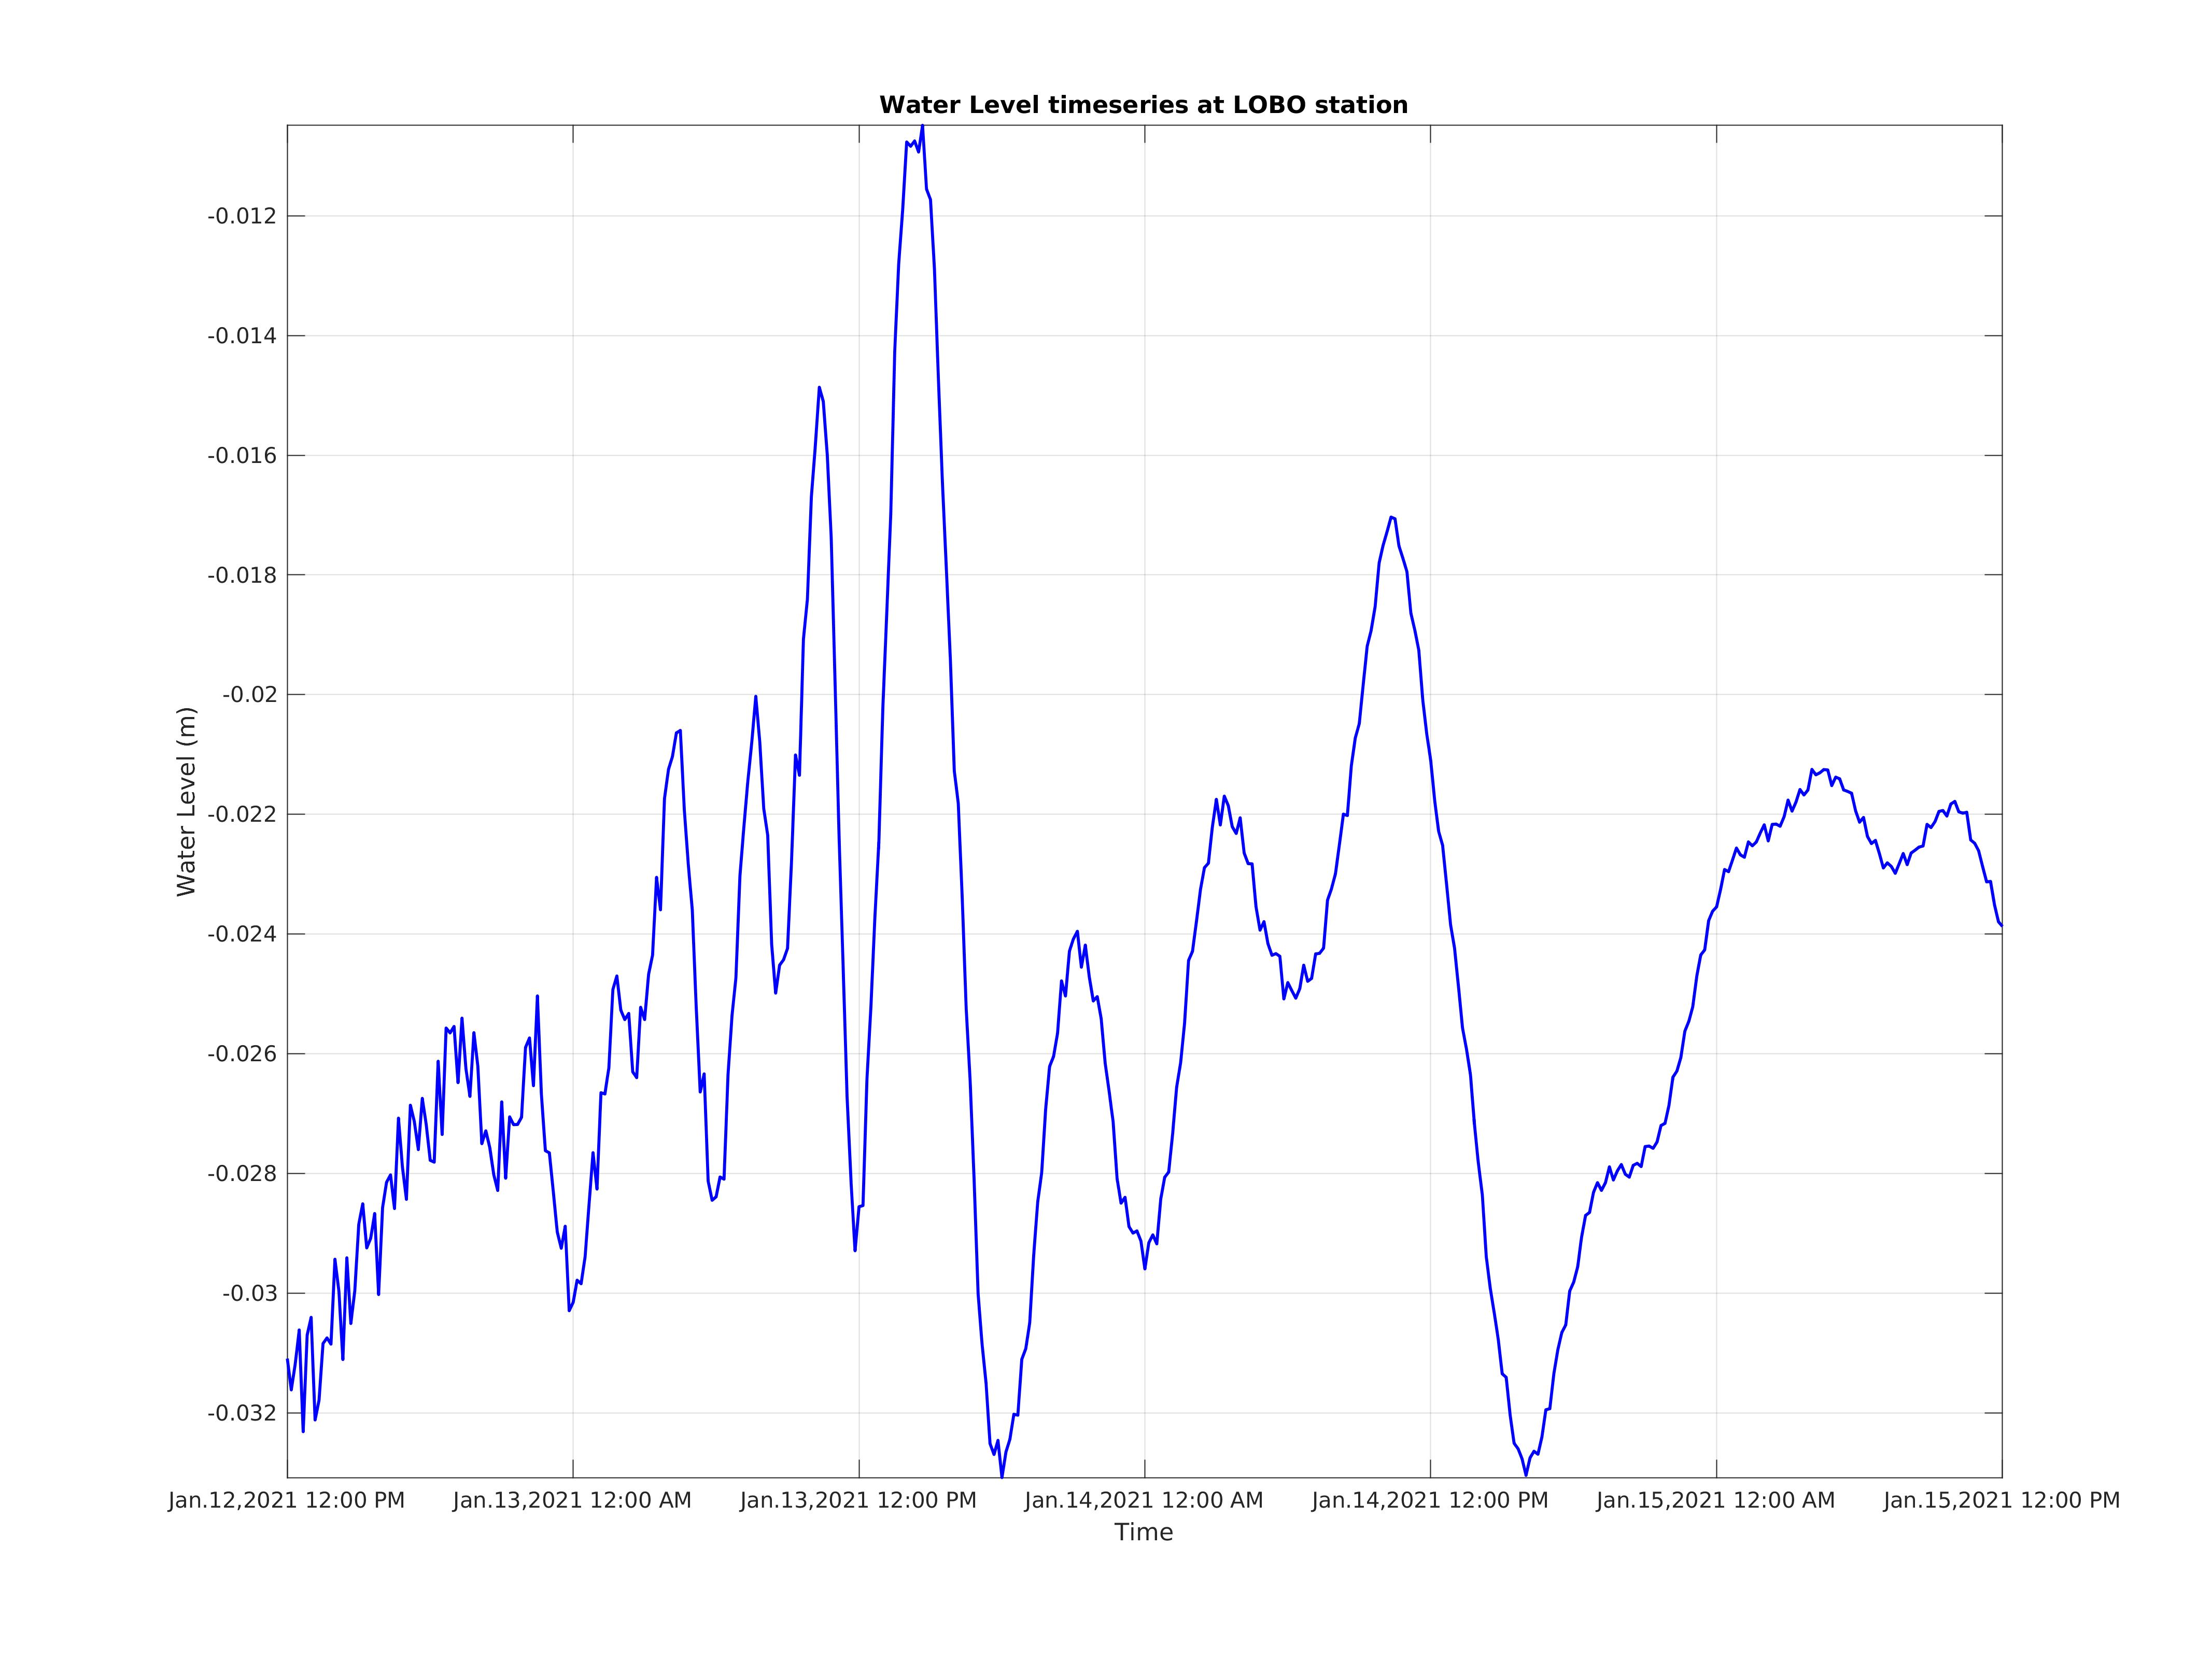 Water Level timeseries at LOBO station
-0.012
-0.014
-0.016
-0.018
-0.02
-0.022
-0.024
-0.026
-0.028
-0.03
-0.032
Water Level (m)
Jan.12,2021 12:00 PM
Jan.13,2021 12:00 AM
Jan.13,2021 12:00 PM
Jan.14,2021 12:00 AM
Jan.14,2021 12:00 PM
Jan.15,2021 12:00 AM
Jan.15,2021 12:00 PM
Time